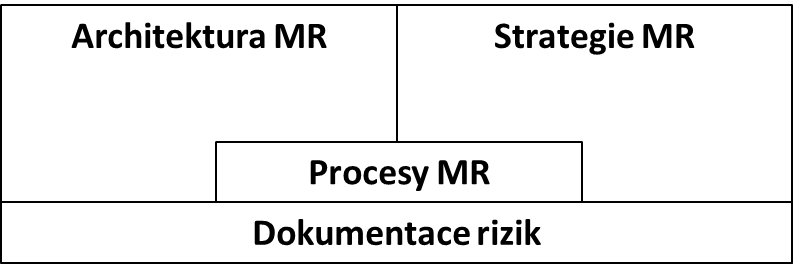 Architektura MR
Strategie MR
Procesy MR
Dokumentace rizik